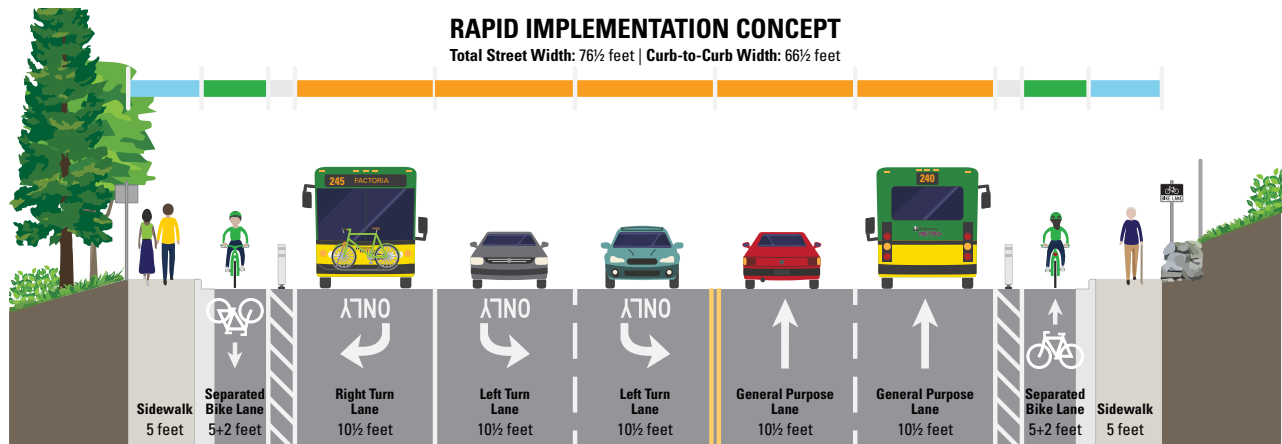 RAPID IMPLEMENTATION CONCEPT
Total Street Width: 76½ feet | Curb-to-Curb Width: 66½ feet
245 FACTORIA
240
BIKE LANE
ONLY
ONLY
ONLY
Sidewalk
5 feet
Separated
Bike Lane
5+2 feet
Right Turn
Lane
10½ feet
Left Turn
Lane
10½ feet
Left Turn
Lane
10½ feet
General Purpose
Lane
10½ feet
General Purpose
Lane
10½ feet
Separated
Bike Lane
5+2 feet
Sidewalk
5 feet